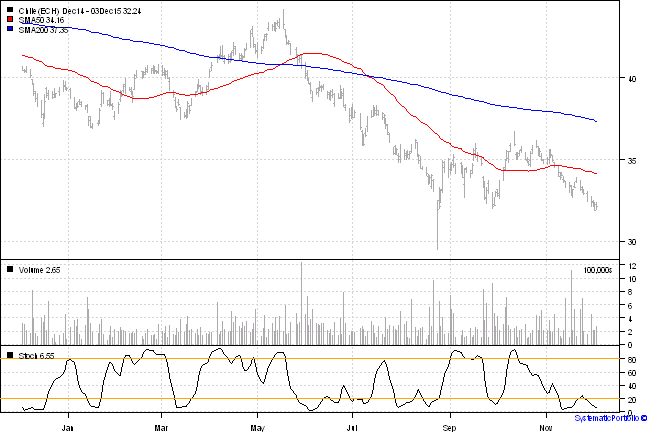 Chile (ECH) Dec14 - 03Dec15 32.24
SMA50 34.16
SMA200 37.35
40
35
30
Volume 2.65
100,000s
12
10
8
6
4
2
0
Stoch 6.55
80
60
40
20
0
Jan Mar May Jul Sep Nov
SystematicPortfolio ©